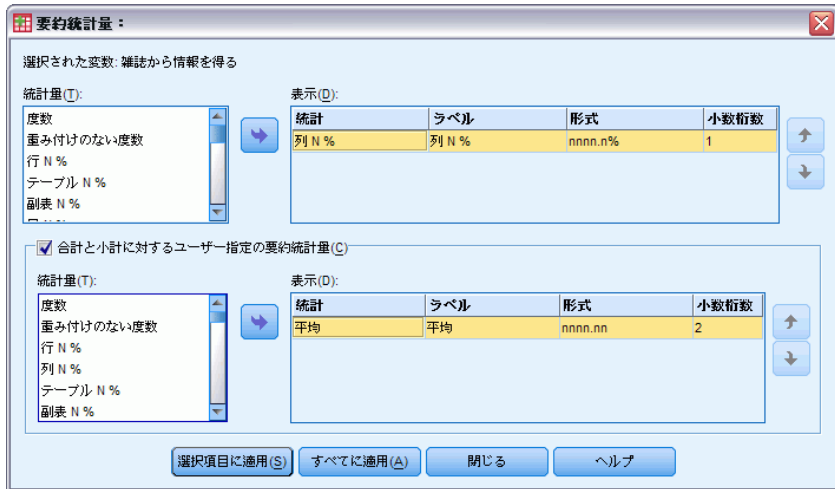 要約統計量：
選択された変数: 雑誌から情報を得る
統計量(T):
度数
重み付けのない度数
行 N %
テーブル N %
副表 N %
表示(D):
統計 ラベル 形式 小数桁数
列 N % 列 N % nnnn.n% 1
合計と小計に対するユーザー指定の要約統計量(C)
統計量(T):
度数
重み付けのない度数
行 N %
列 N %
テーブル N %
副表 N %
表示(D):
統計 ラベル 形式 小数桁数
平均 平均 nnnn.nn 2
選択項目に適用(S) すべてに適用(A) 閉じる ヘルプ